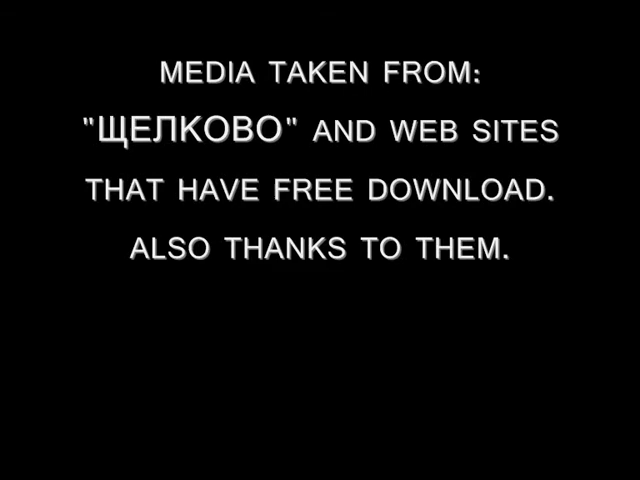 MEDIA TAKEN FROM:
"ЩЕЛКОВО" AND WEB SITES
THAT HAVE FREE DOWNLOAD.
ALSO THANKS TO THEM.